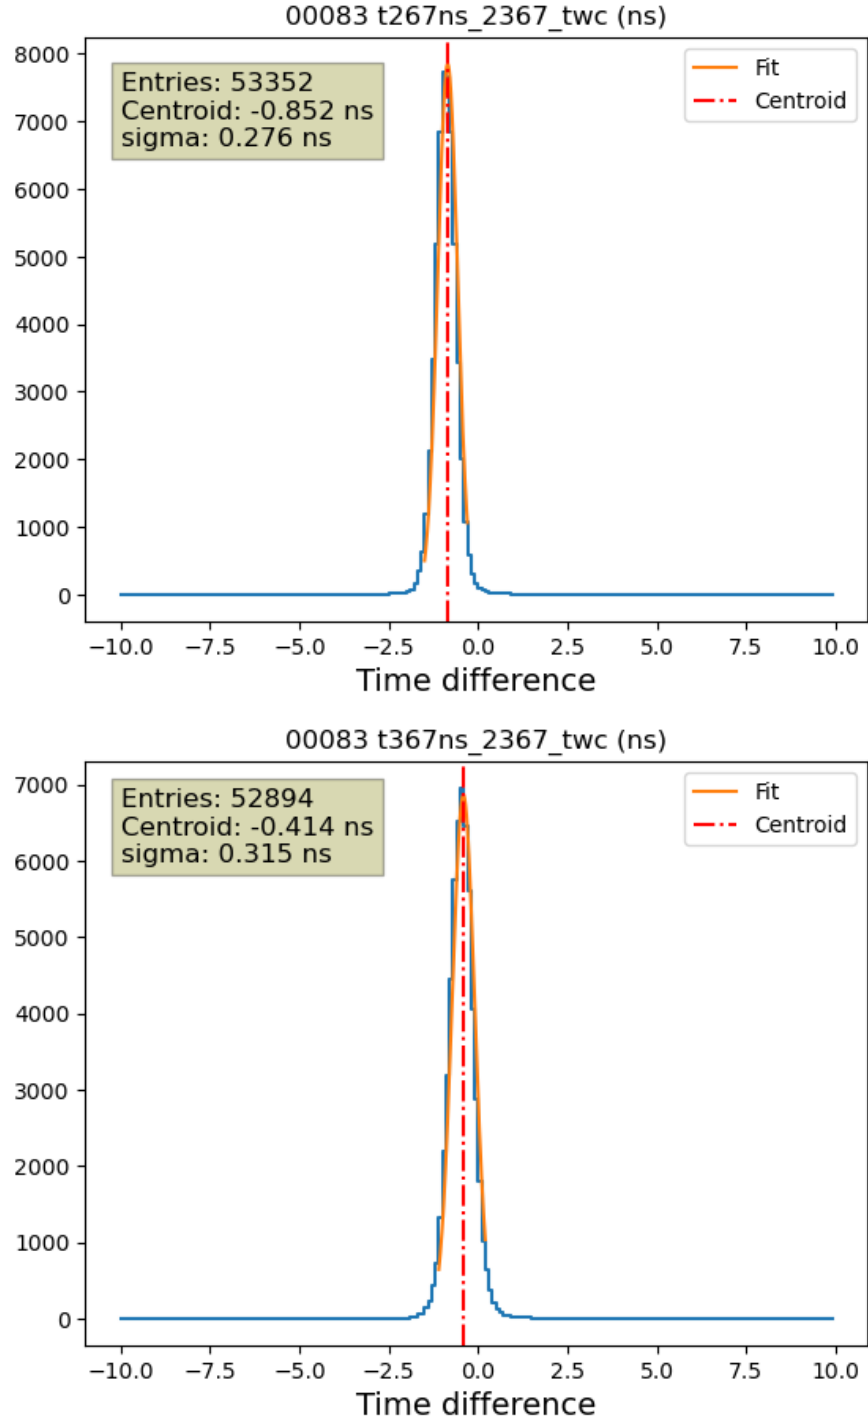 00083 t267ns_2367_twc (ns)
Entries: 53352
Centroid: -0.852 ns
sigma: 0.276 ns
Fit
Centroid
8000
7000
6000
5000
4000
3000
2000
1000
0
−10.0 −7.5 −5.0 −2.5 0.0 2.5 5.0 7.5 10.0
Time difference
00083 t367ns_2367_twc (ns)
Entries: 52894
Centroid: -0.414 ns
sigma: 0.315 ns
Fit
Centroid
7000
6000
5000
4000
3000
2000
1000
0
−10.0 −7.5 −5.0 −2.5 0.0 2.5 5.0 7.5 10.0
Time difference